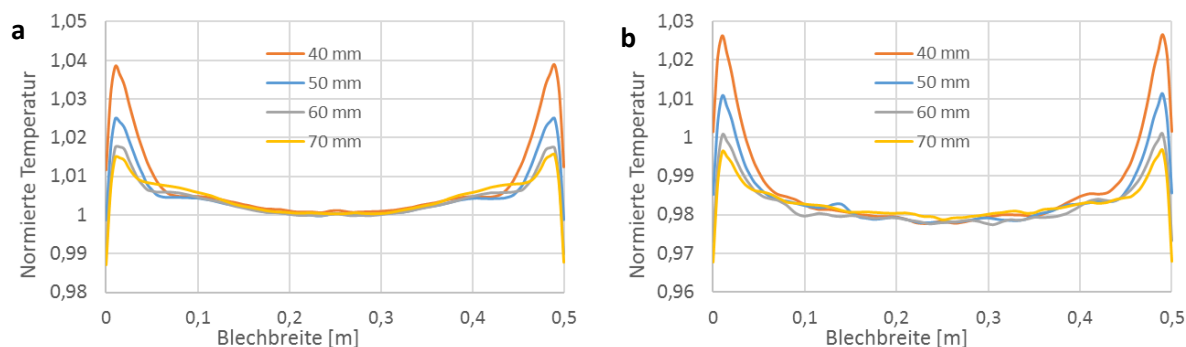 a
Normierte Temperatur
1,05
1,04
1,03
1,02
1,01
1
0,99
0,98
40 mm
50 mm
60 mm
70 mm
0 0,1 0,2 0,3 0,4 0,5
Blechbreite [m]
b
Normierte Temperatur
1,03
1,02
1,01
1
0,99
0,98
0,97
0,96
40 mm
50 mm
60 mm
70 mm
0 0,1 0,2 0,3 0,4 0,5
Blechbreite [m]